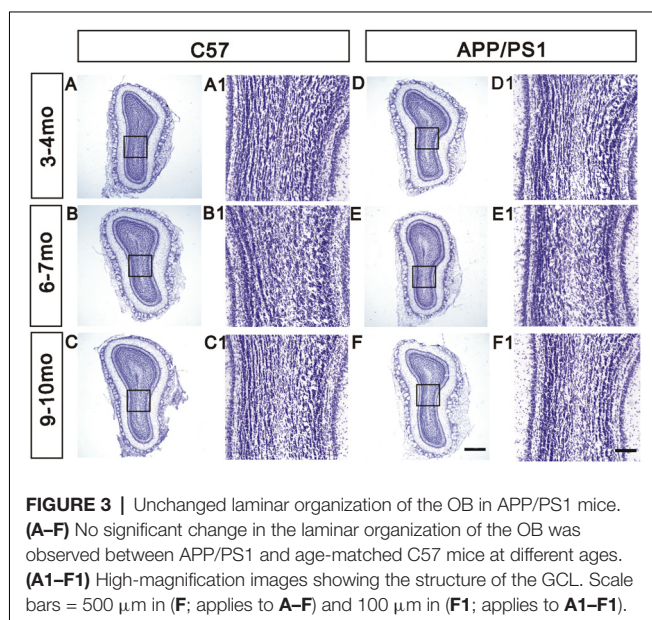 C57
APP/PS1
3-4mo
A
A1
D
D1
6-7mo
B
B1
E
E1
9-10mo
C
C1
F
F1
FIGURE 3 | Unchanged laminar organization of the OB in APP/PS1 mice.
(A–F) No significant change in the laminar organization of the OB was
observed between APP/PS1 and age-matched C57 mice at different ages.
(A1–F1) High-magnification images showing the structure of the GCL. Scale
bars = 500 μm in (F; applies to A–F) and 100 μm in (F1; applies to A1–F1).